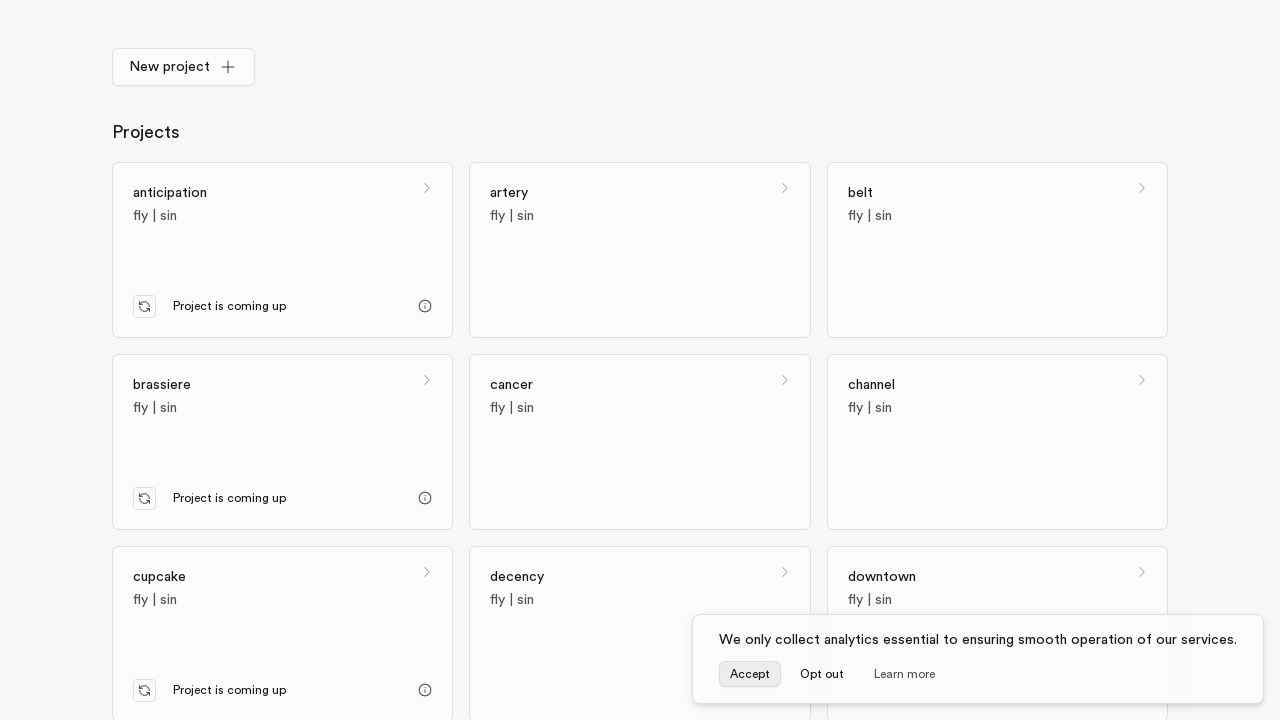 New project
Projects
anticipation
fly | sin
Project is coming up
artery
fly | sin
belt
fly | sin
brassiere
fly | sin
Project is coming up
cancer
fly | sin
channel
fly | sin
cupcake
fly | sin
Project is coming up
decency
fly | sin
downtown
fly | sin
We only collect analytics essential to ensuring smooth operation of our services.
Accept
Opt out
Learn more